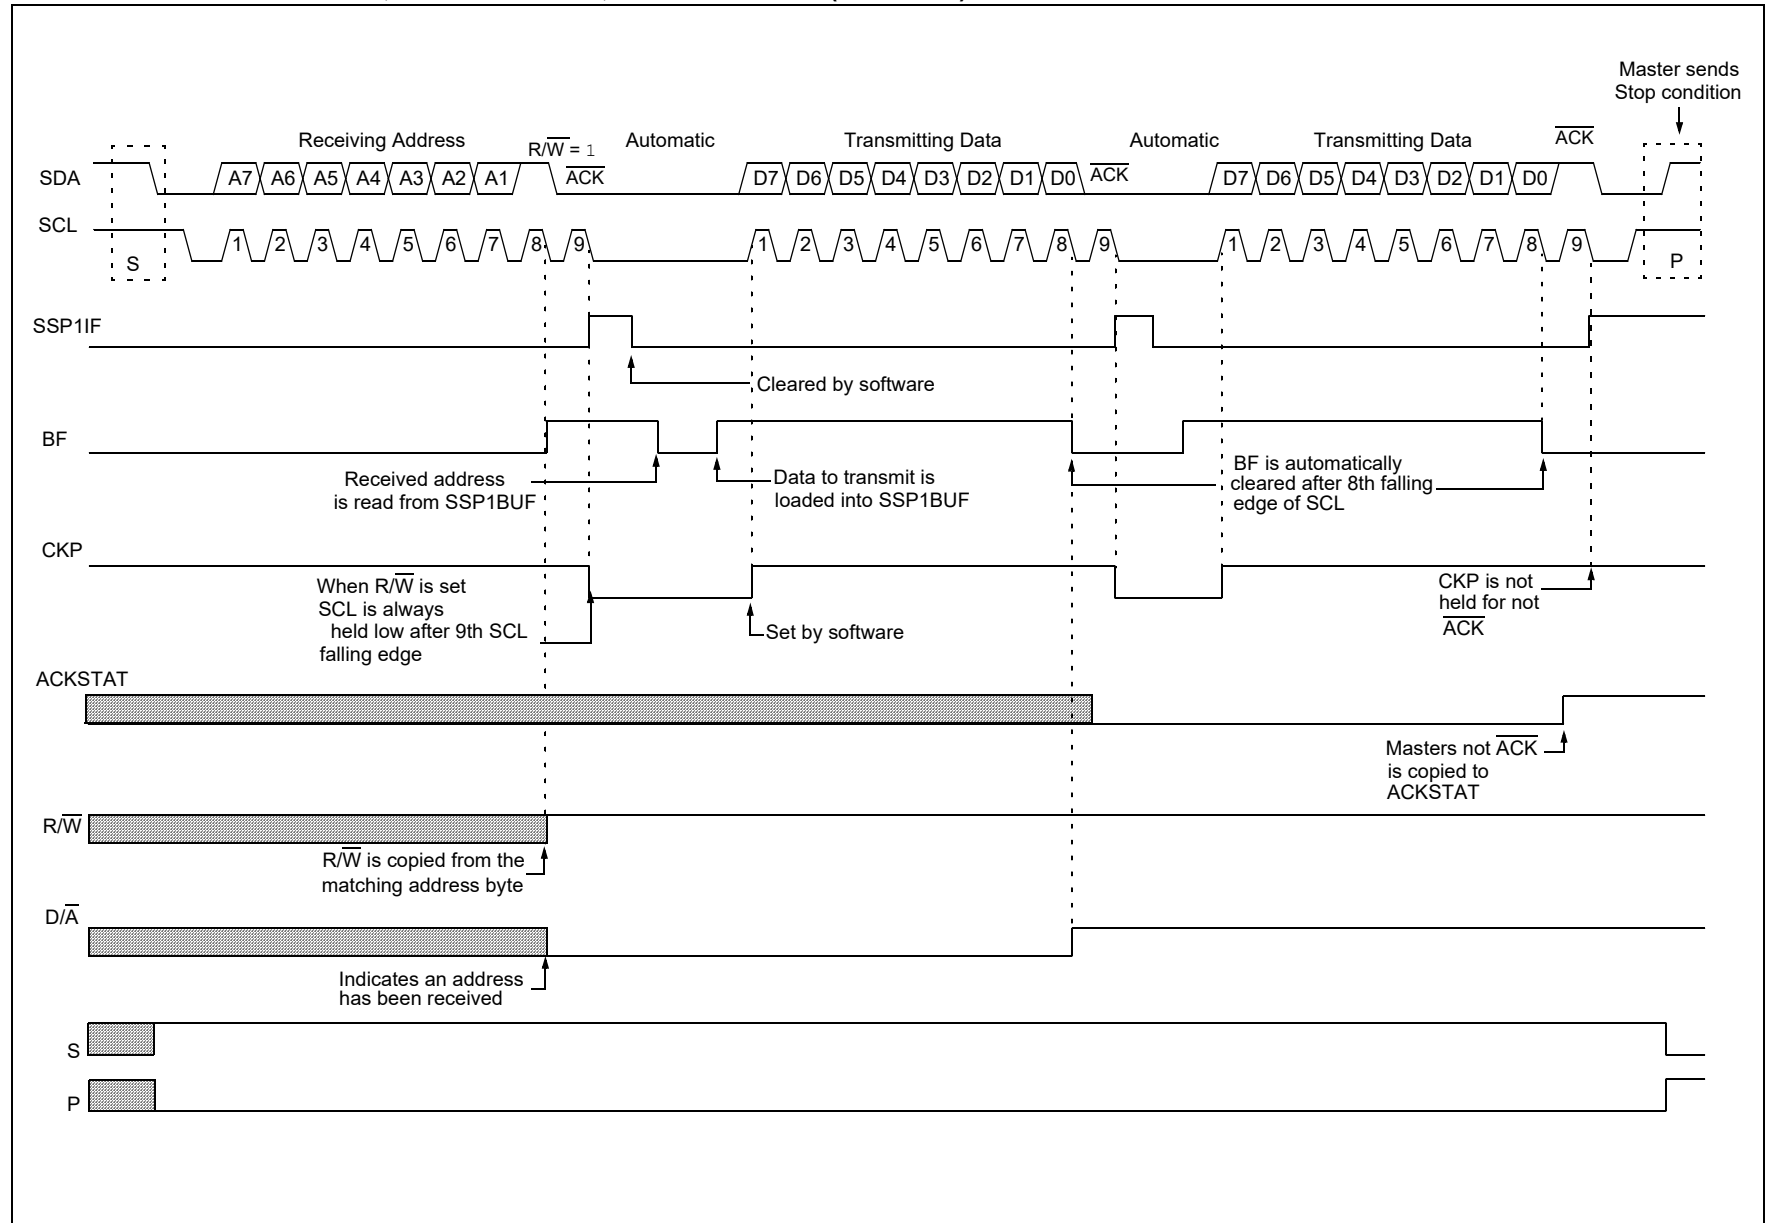 Master sends
Stop condition
Receiving Address
R/W̅ = 1
Automatic
Transmitting Data
Automatic
Transmitting Data
A̅C̅K̅
SDA
A7 A6 A5 A4 A3 A2 A1
A̅C̅K̅
D7 D6 D5 D4 D3 D2 D1 D0
A̅C̅K̅
D7 D6 D5 D4 D3 D2 D1 D0
SCL
S
1 2 3 4 5 6 7 8 9
1 2 3 4 5 6 7 8 9
1 2 3 4 5 6 7 8 9
P
SSP1IF
Cleared by software
BF
Received address
is read from SSP1BUF
Data to transmit is
loaded into SSP1BUF
BF is automatically
cleared after 8th falling
edge of SCL
CKP
When R/W̅ is set
SCL is always
held low after 9th SCL
falling edge
Set by software
CKP is not
held for not
A̅C̅K̅
ACKSTAT
Masters not A̅C̅K̅
is copied to
ACKSTAT
R/W̅
R/W̅ is copied from the
matching address byte
D/A̅
Indicates an address
has been received
S
P